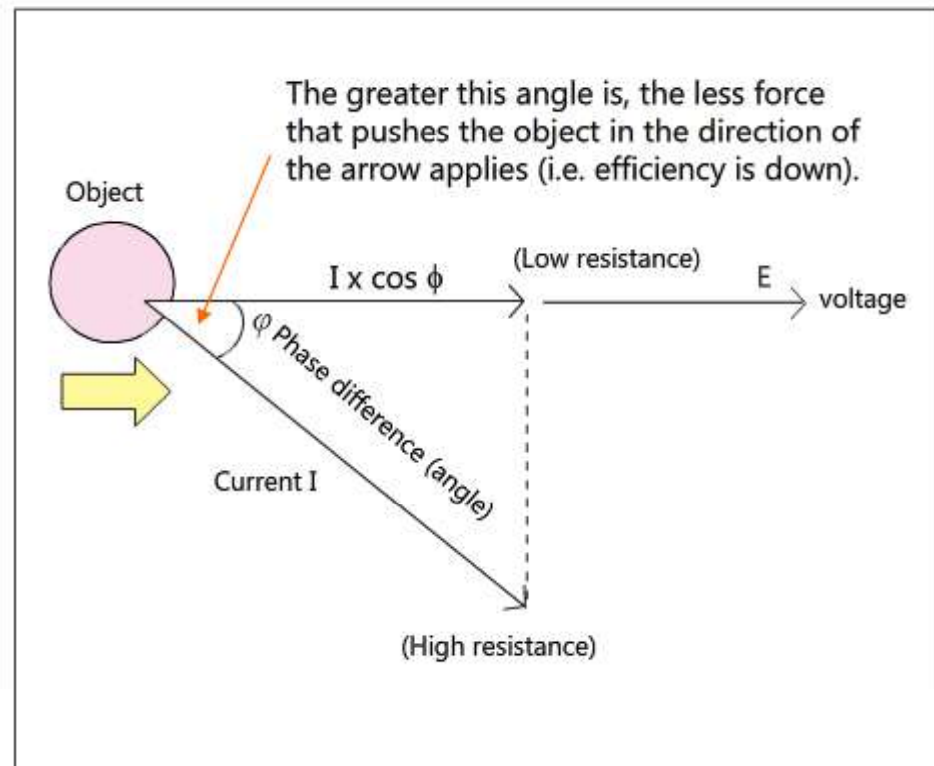 The greater this angle is, the less force
that pushes the object in the direction of
the arrow applies (i.e. efficiency is down).
Object
(Low resistance)
I x cos ϕ
E
voltage
φ Phase difference (angle)
Current I
(High resistance)